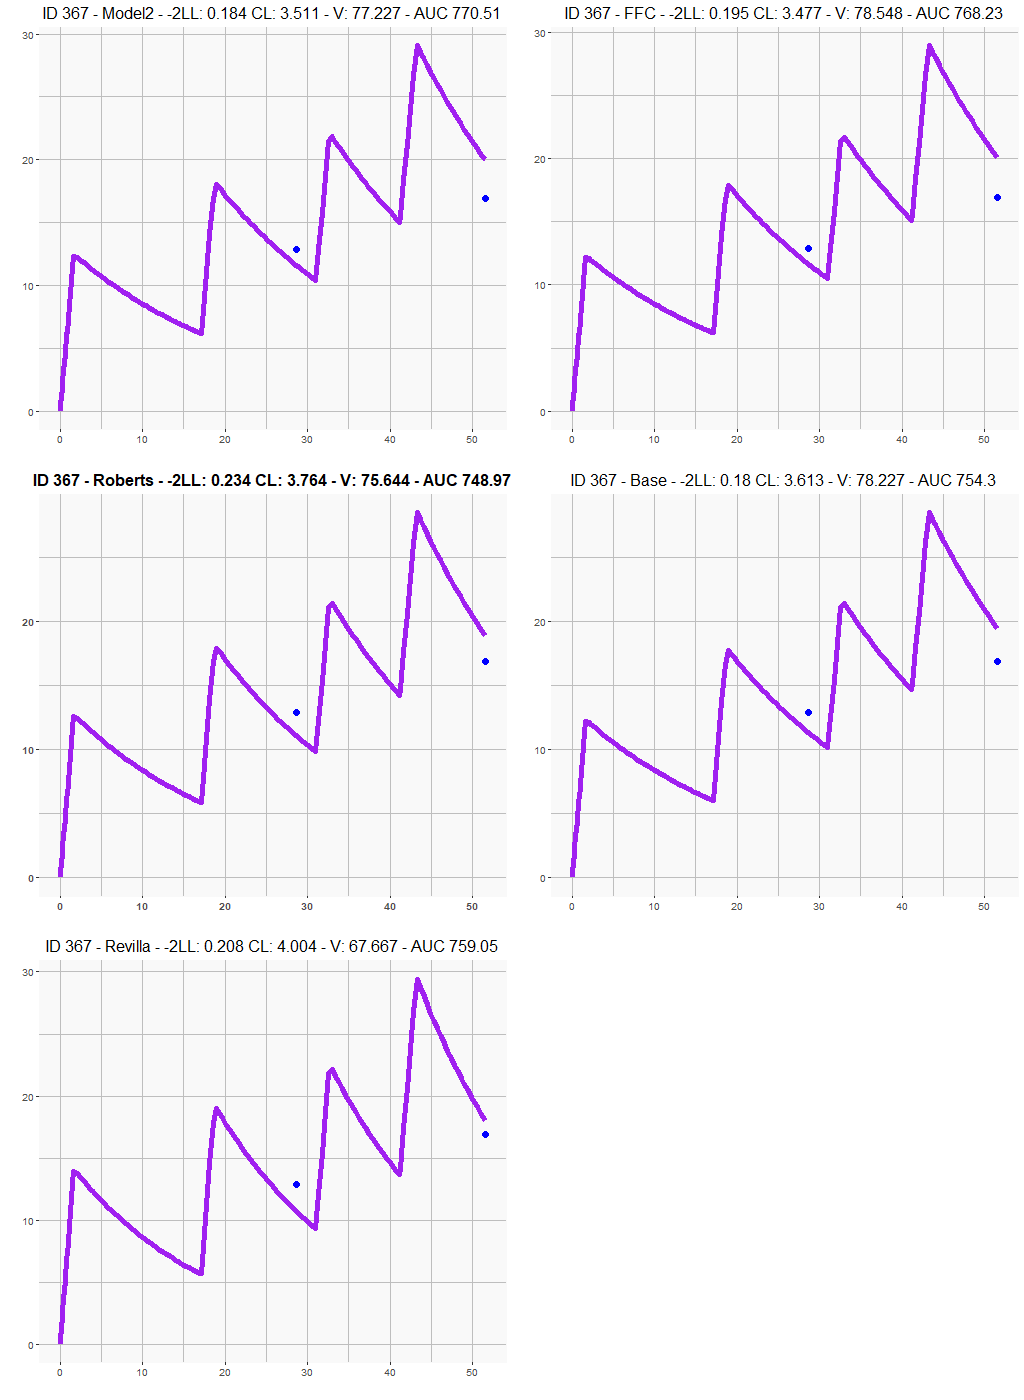 ID 367 - Model2 - -2LL: 0.184 CL: 3.511 - V: 77.227 - AUC 770.51
30
20
10
0
0 10 20 30 40 50
ID 367 - FFC - -2LL: 0.195 CL: 3.477 - V: 78.548 - AUC 768.23
30
20
10
0
0 10 20 30 40 50
ID 367 - Roberts - -2LL: 0.234 CL: 3.764 - V: 75.644 - AUC 748.97
20
10
0
0 10 20 30 40 50
ID 367 - Base - -2LL: 0.18 CL: 3.613 - V: 78.227 - AUC 754.3
20
10
0
0 10 20 30 40 50
ID 367 - Revilla - -2LL: 0.208 CL: 4.004 - V: 67.667 - AUC 759.05
30
20
10
0
0 10 20 30 40 50